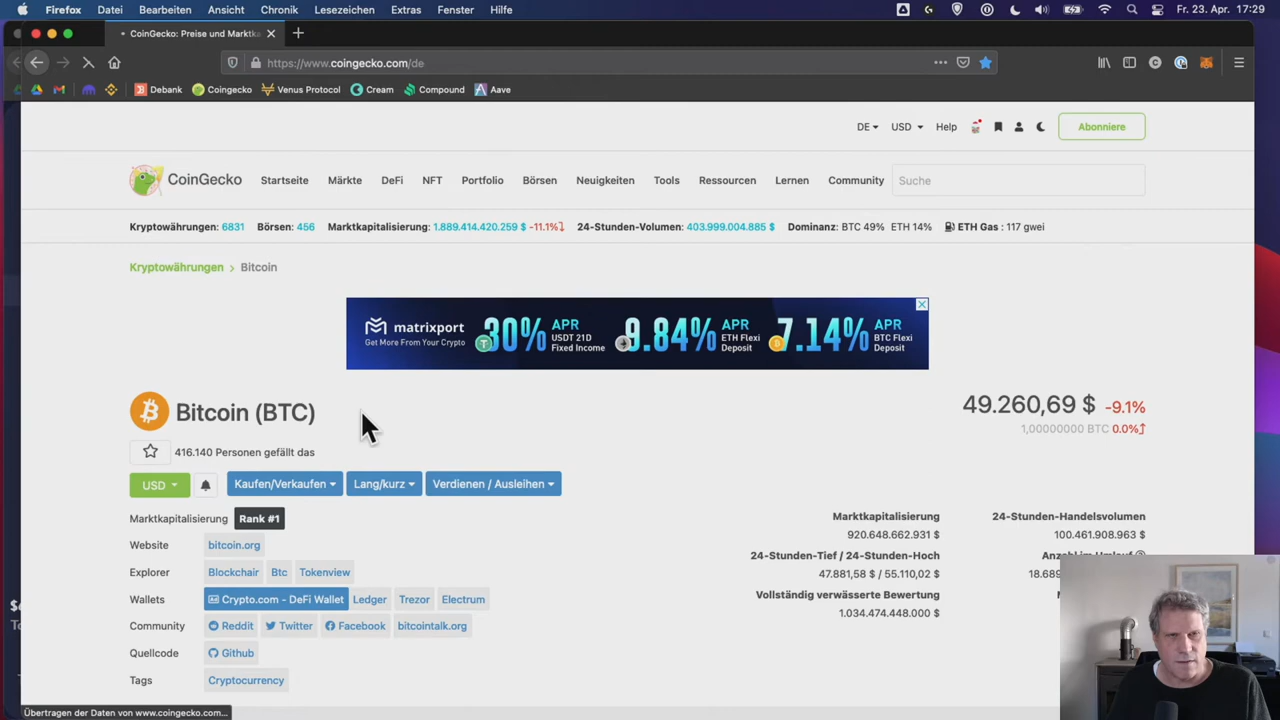 Firefox Datei Bearbeiten Ansicht Chronik Lesezeichen Extras Fenster Hilfe Fr. 23. Apr. 17:29
CoinGecko: Preise und Marktka
https://www.coingecko.com/de
Debank Coingecko Venus Protocol Cream Compound Aave
DE USD Help Abonniere
CoinGecko Startseite Märkte DeFi NFT Portfolio Börsen Neuigkeiten Tools Ressourcen Lernen Community Suche
Kryptowährungen: 6831 Börsen: 456 Marktkapitalisierung: 1.889.414.420.259 $ -11.1% 24-Stunden-Volumen: 403.999.004.885 $ Dominanz: BTC 49% ETH 14% ETH Gas : 117 gwei
Kryptowährungen > Bitcoin
matrixport
Get More From Your Crypto
30% APR
USDT 21D
Fixed Income
9.84% APR
ETH Flexi
Deposit
7.14% APR
BTC Flexi
Deposit
Bitcoin (BTC)
49.260,69 $ -9.1%
1,00000000 BTC 0.0%
416.140 Personen gefällt das
USD Kaufen/Verkaufen Lang/kurz Verdienen / Ausleihen
Marktkapitalisierung Rank #1
Website bitcoin.org
Explorer Blockchair Btc Tokenview
Wallets Crypto.com - DeFi Wallet Ledger Trezor Electrum
Community Reddit Twitter Facebook bitcointalk.org
Quellcode Github
Tags Cryptocurrency
Marktkapitalisierung
920.648.662.931 $
24-Stunden-Tief / 24-Stunden-Hoch
47.881,58 $ / 55.110,02 $
Vollständig verwässerte Bewertung
1.034.474.448.000 $
24-Stunden-Handelsvolumen
100.461.908.963 $
Anzahl im Umlauf
18.689
Übertragen der Daten von www.coingecko.com...